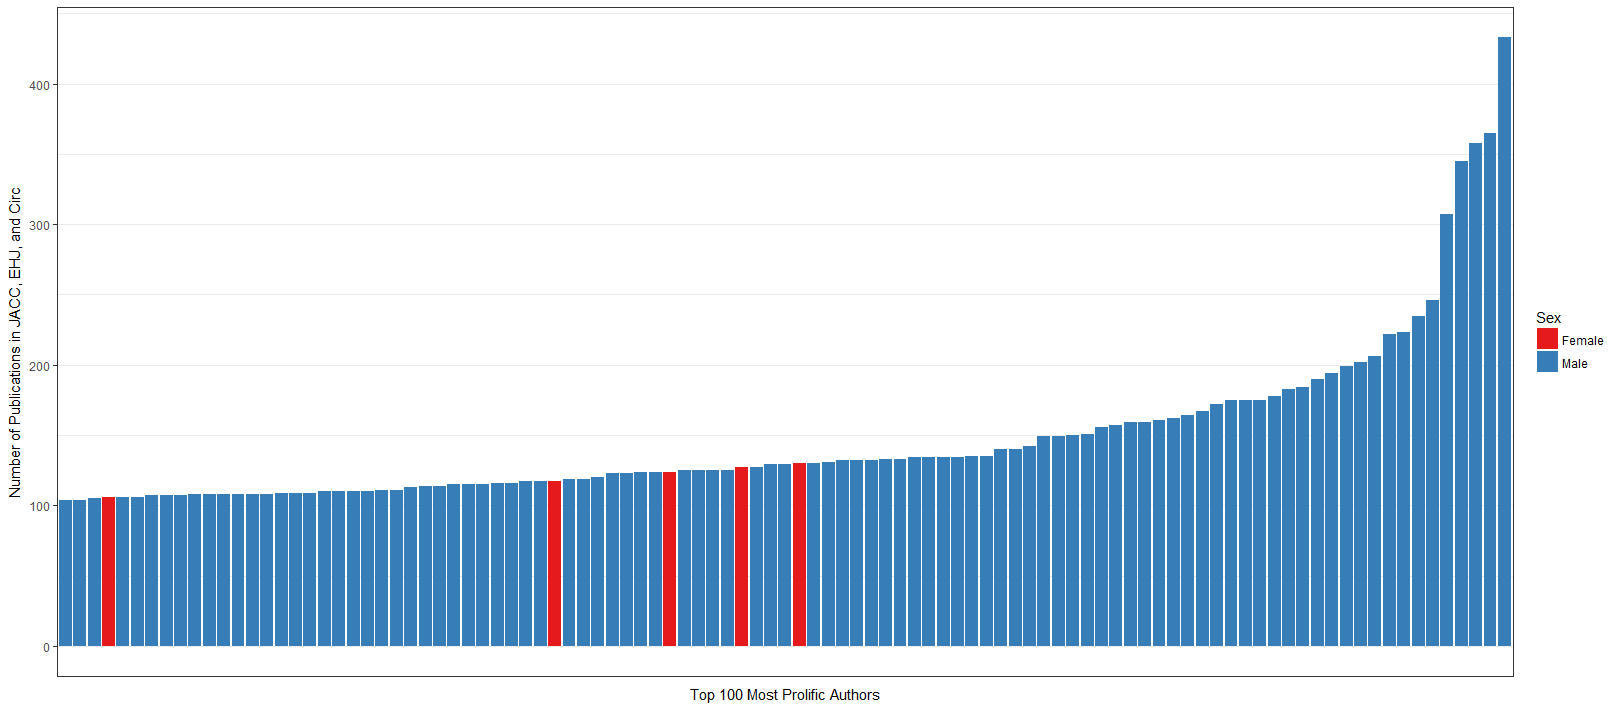 Number of Publications in JACC, EHJ, and Circ
400
300
200
100
0
Top 100 Most Prolific Authors
Sex
Female
Male